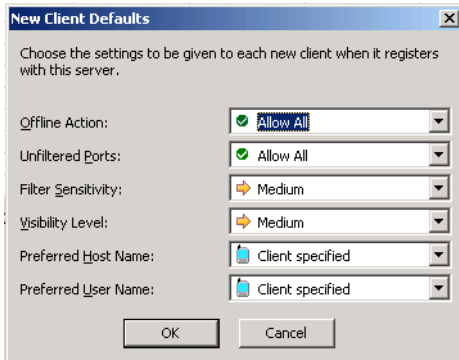 New Client Defaults
Choose the settings to be given to each new client when it registers
with this server.
Offline Action: Allow All
Unfiltered Ports: Allow All
Filter Sensitivity: Medium
Visibility Level: Medium
Preferred Host Name: Client specified
Preferred User Name: Client specified
OK Cancel